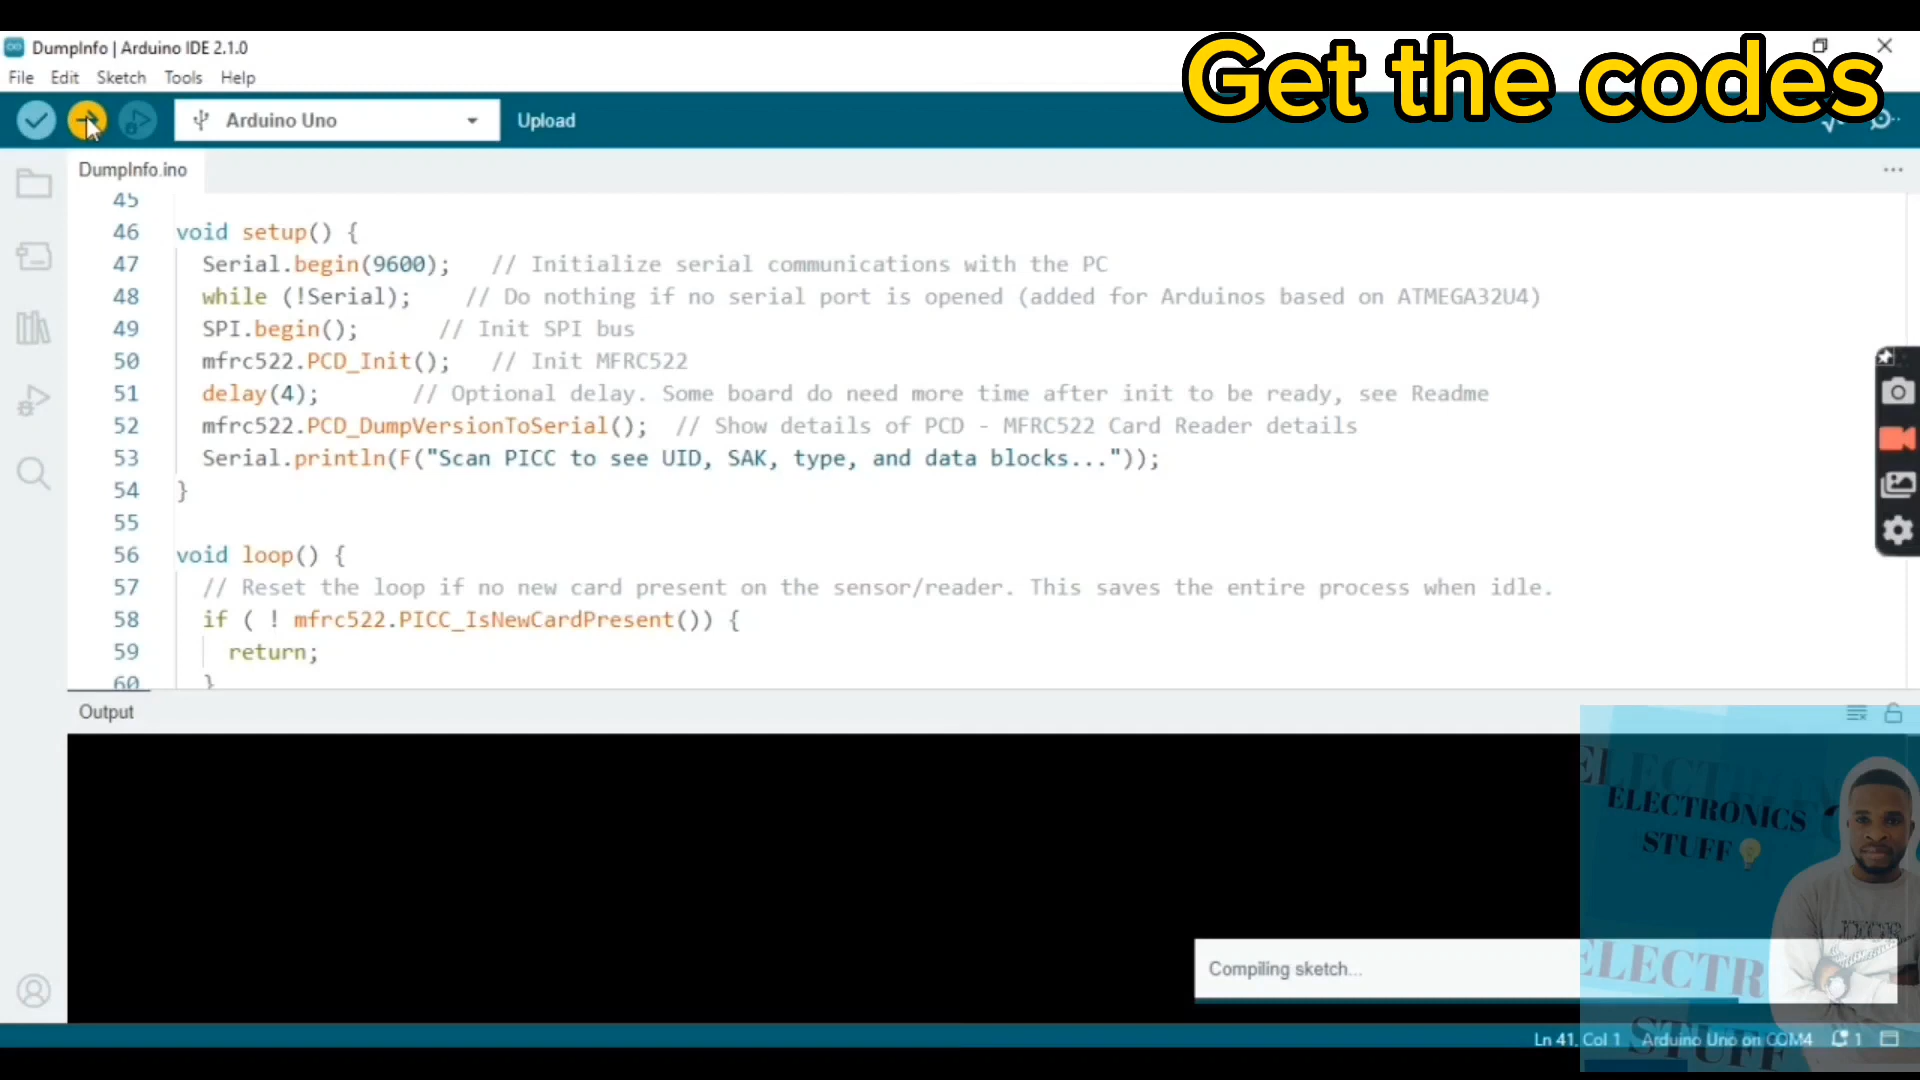 DumpInfo | Arduino IDE 2.1.0
Get the codes
File Edit Sketch Tools Help
Arduino Uno
Upload
DumpInfo.ino
45
46 void setup() {
47 Serial.begin(9600); // Initialize serial communications with the PC
48 while (!Serial); // Do nothing if no serial port is opened (added for Arduinos based on ATMEGA32U4)
49 SPI.begin(); // Init SPI bus
50 mfrc522.PCD_Init(); // Init MFRC522
51 delay(4); // Optional delay. Some board do need more time after init to be ready, see Readme
52 mfrc522.PCD_DumpVersionToSerial(); // Show details of PCD - MFRC522 Card Reader details
53 Serial.println(F("Scan PICC to see UID, SAK, type, and data blocks..."));
54 }
55
56 void loop() {
57 // Reset the loop if no new card present on the sensor/reader. This saves the entire process when idle.
58 if ( ! mfrc522.PICC_IsNewCardPresent()) {
59 return;
60 }
Output
ELECTRONICS
STUFF
Compiling sketch...
ELECTR
STUFF
Ln 41, Col 1 Arduino Uno on COM4 1